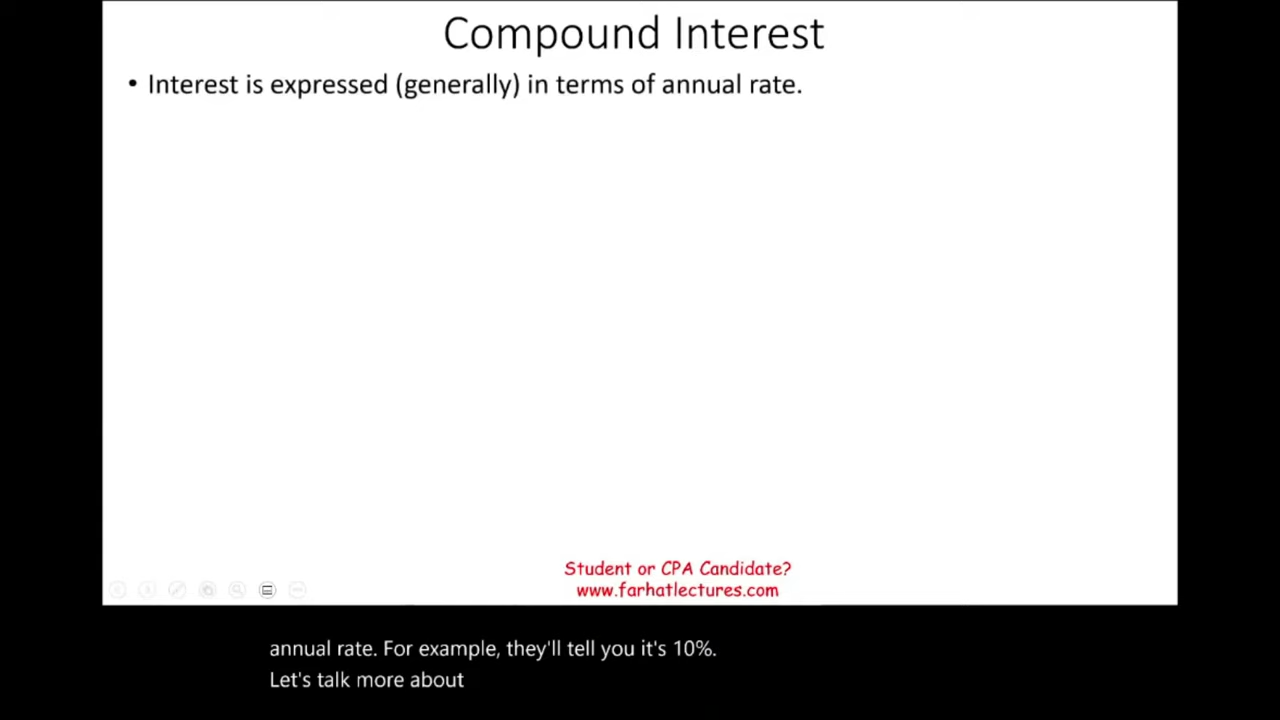 Compound Interest
• Interest is expressed (generally) in terms of annual rate.
Student or CPA Candidate?
www.farhatlectures.com
annual rate. For example, they'll tell you it's 10%.
Let's talk more about